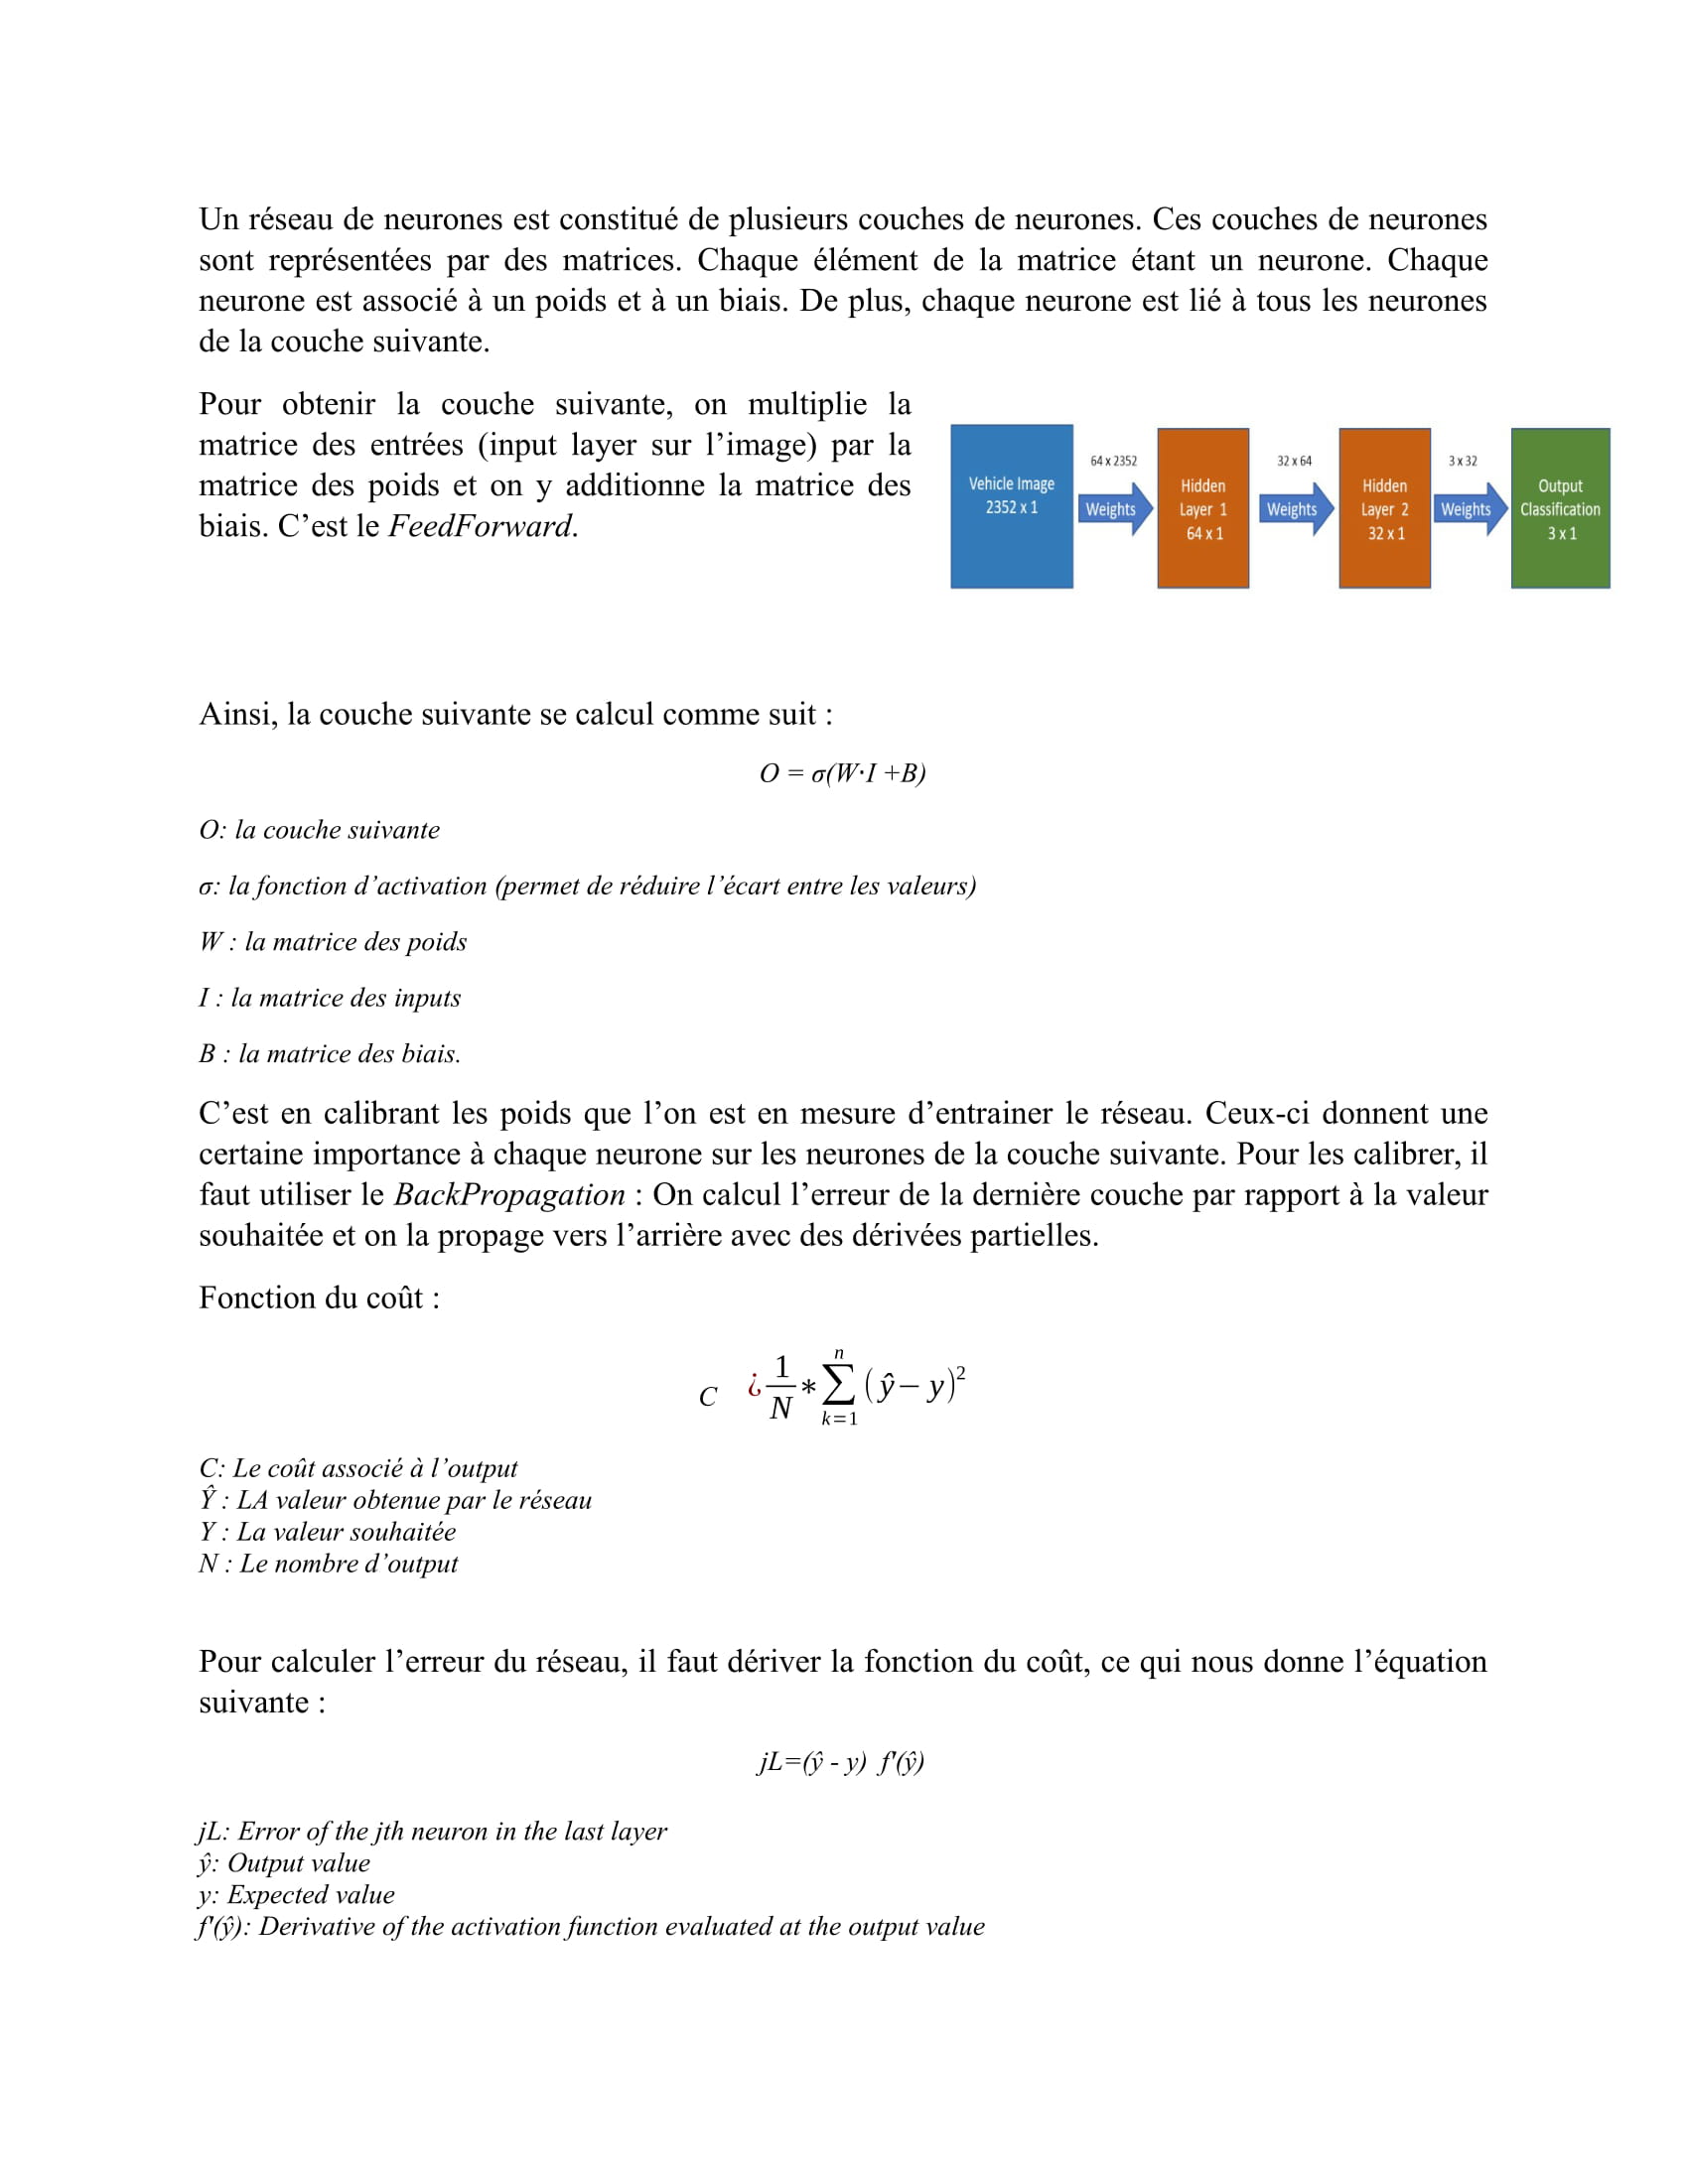 Un réseau de neurones est constitué de plusieurs couches de neurones. Ces couches de neurones
sont représentées par des matrices. Chaque élément de la matrice étant un neurone. Chaque
neurone est associé à un poids et à un biais. De plus, chaque neurone est lié à tous les neurones
de la couche suivante.
Pour obtenir la couche suivante, on multiplie la
matrice des entrées (input layer sur l’image) par la
matrice des poids et on y additionne la matrice des
biais. C’est le FeedForward.
Vehicle Image
2352 x 1
64 x 2352
Weights
Hidden
Layer 1
64 x 1
32 x 64
Weights
Hidden
Layer 2
32 x 1
3 x 32
Weights
Output
Classification
3 x 1
Ainsi, la couche suivante se calcul comme suit :
O = σ(W·I +B)
O: la couche suivante
σ: la fonction d’activation (permet de réduire l’écart entre les valeurs)
W : la matrice des poids
I : la matrice des inputs
B : la matrice des biais.
C’est en calibrant les poids que l’on est en mesure d’entrainer le réseau. Ceux-ci donnent une
certaine importance à chaque neurone sur les neurones de la couche suivante. Pour les calibrer, il
faut utiliser le BackPropagation : On calcul l’erreur de la dernière couche par rapport à la valeur
souhaitée et on la propage vers l’arrière avec des dérivées partielles.
Fonction du coût :
C ¿ 1/N * ∑ k=1 n (ŷ − y)²
C: Le coût associé à l’output
Ŷ : LA valeur obtenue par le réseau
Y : La valeur souhaitée
N : Le nombre d’output
Pour calculer l’erreur du réseau, il faut dériver la fonction du coût, ce qui nous donne l’équation
suivante :
jL=(ŷ - y) f'(ŷ)
jL: Error of the jth neuron in the last layer
ŷ: Output value
y: Expected value
f'(ŷ): Derivative of the activation function evaluated at the output value